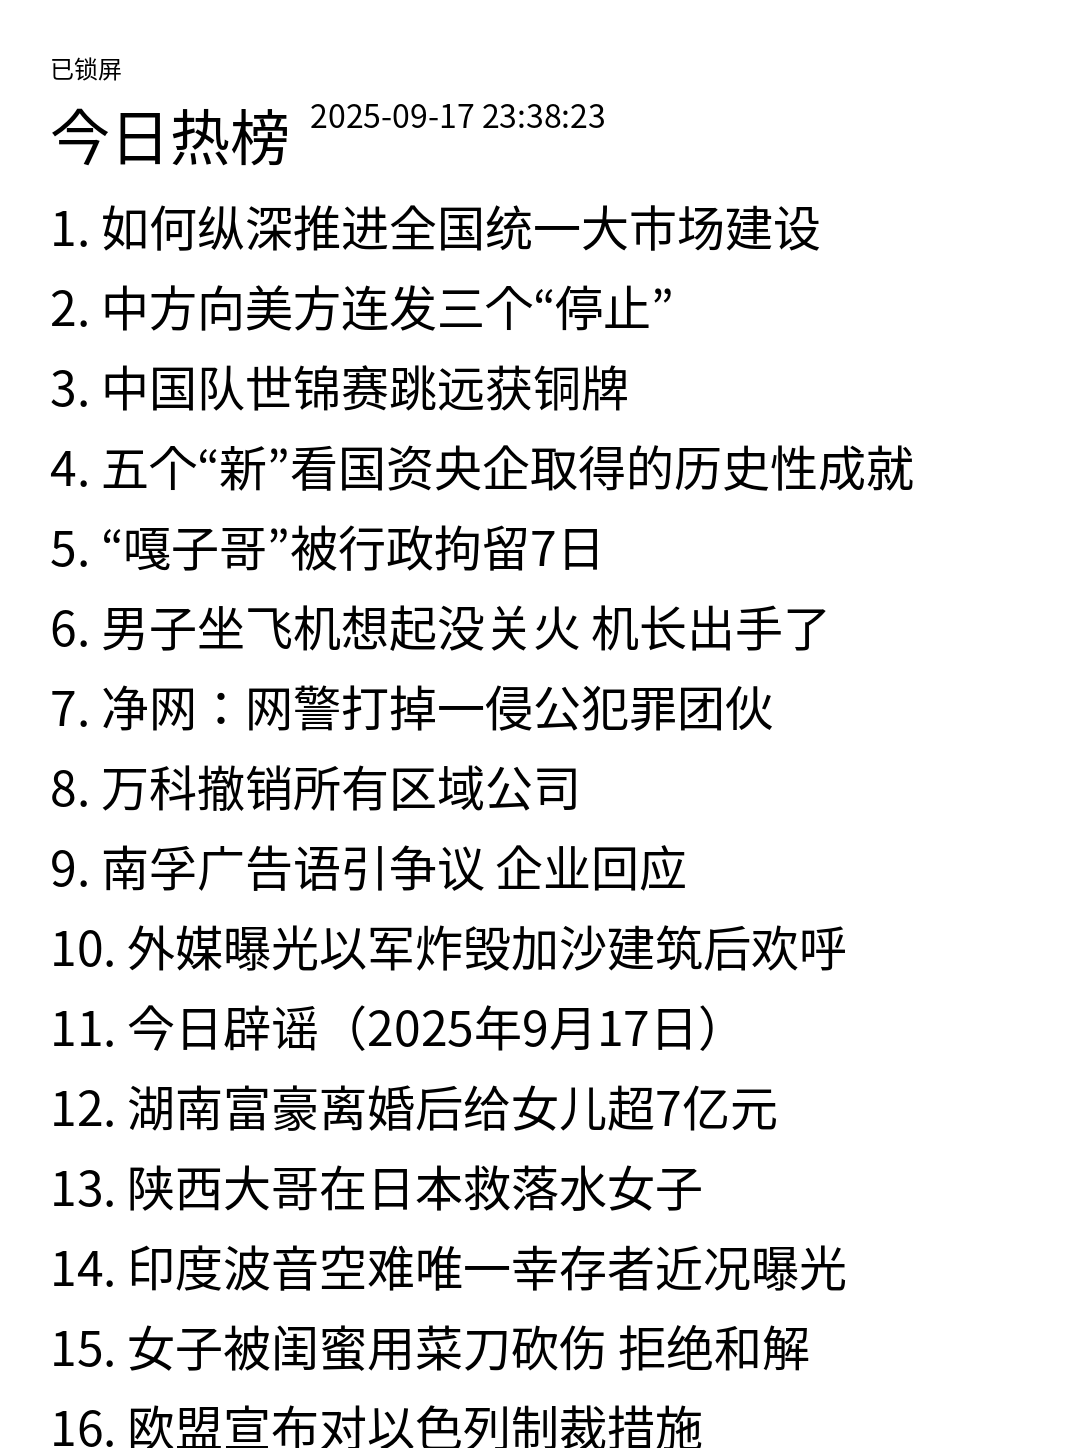 已锁屏
今日热榜 2025-09-17 23:38:23
1. 如何纵深推进全国统一大市场建设
2. 中方向美方连发三个“停止”
3. 中国队世锦赛跳远获铜牌
4. 五个“新”看国资央企取得的历史性成就
5. “嘎子哥”被行政拘留7日
6. 男子坐飞机想起没关火 机长出手了
7. 净网：网警打掉一侵公犯罪团伙
8. 万科撤销所有区域公司
9. 南孚广告语引争议 企业回应
10. 外媒曝光以军炸毁加沙建筑后欢呼
11. 今日辟谣（2025年9月17日）
12. 湖南富豪离婚后给女儿超7亿元
13. 陕西大哥在日本救落水女子
14. 印度波音空难唯一幸存者近况曝光
15. 女子被闺蜜用菜刀砍伤 拒绝和解
16. 欧盟宣布对以色列制裁措施